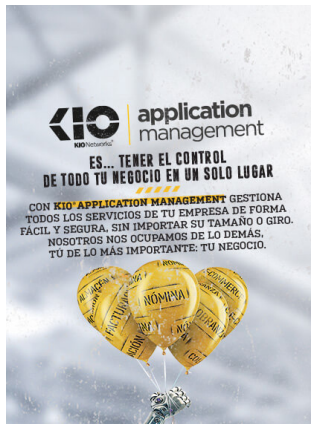 KIO
KIO Networks®
application
management
ES... TENER EL CONTROL
DE TODO TU NEGOCIO EN UN SOLO LUGAR
CON KIO® APPLICATION MANAGEMENT GESTIONA
TODOS LOS SERVICIOS DE TU EMPRESA DE FORMA
FÁCIL Y SEGURA, SIN IMPORTAR SU TAMAÑO O GIRO.
NOSOTROS NOS OCUPAMOS DE LO DEMÁS,
TÚ DE LO MÁS IMPORTANTE: TU NEGOCIO.
NÓMINA